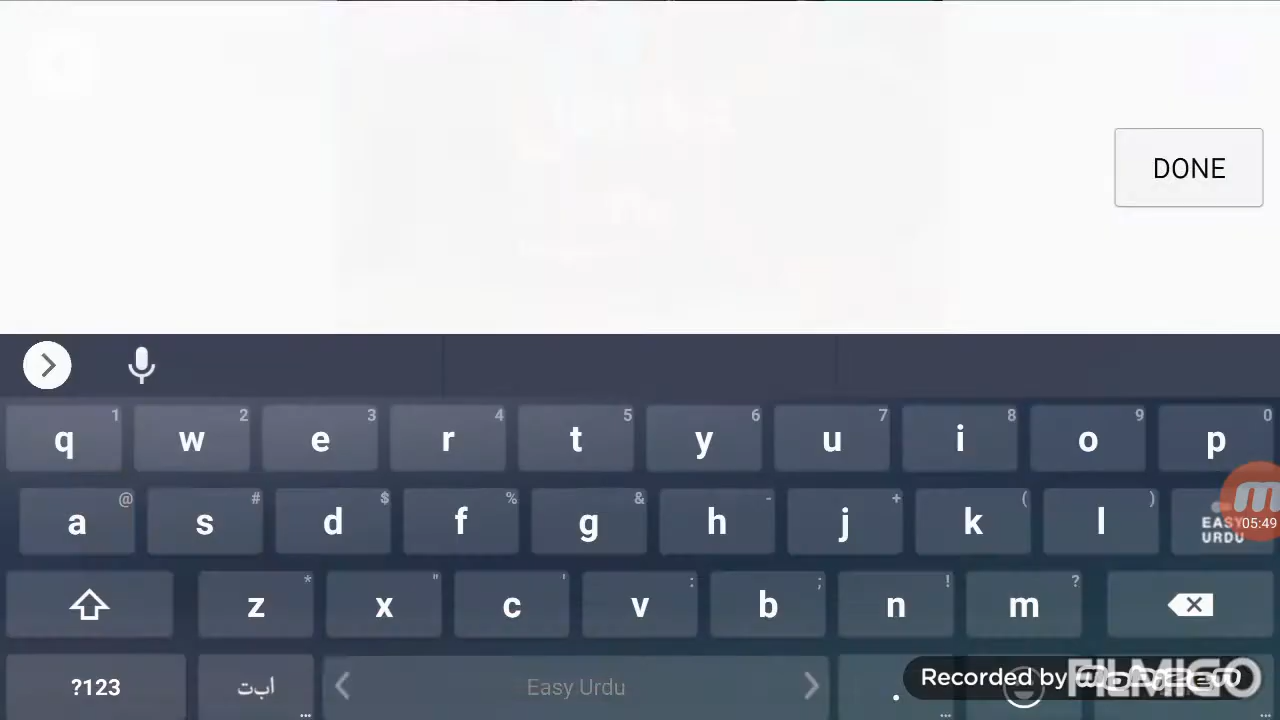 DONE
q 1 w 2 e 3 r 4 t 5 y 6 u 7 i 8 o 9 p 0
a @ s # d $ f % g & h - j + k ( l ) EASY URDU
05:49
z * x " c ' v : b ; n ! m ?
?123 ابت ... Easy Urdu . ...
Recorded by
FILMIGO